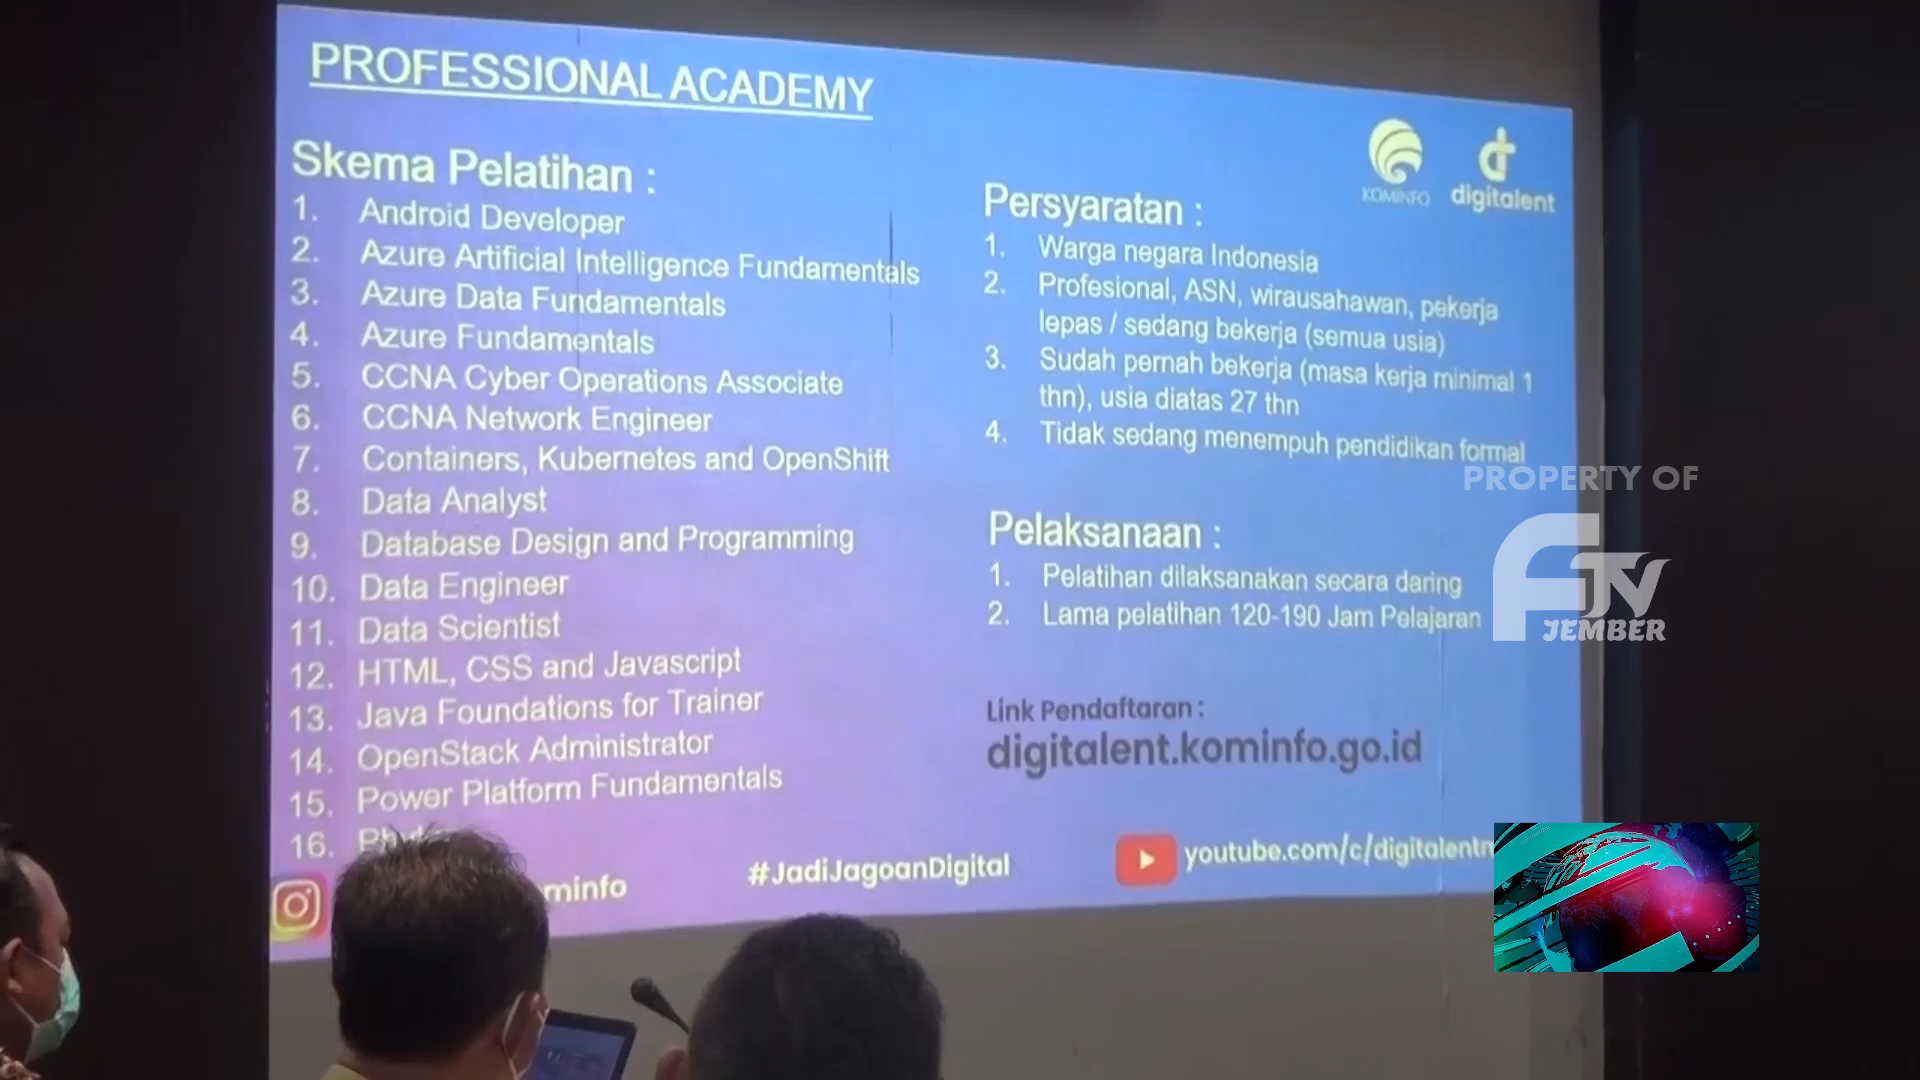 PROFESSIONAL ACADEMY
Skema Pelatihan :
1. Android Developer
2. Azure Artificial Intelligence Fundamentals
3. Azure Data Fundamentals
4. Azure Fundamentals
5. CCNA Cyber Operations Associate
6. CCNA Network Engineer
7. Containers, Kubernetes and OpenShift
8. Data Analyst
9. Database Design and Programming
10. Data Engineer
11. Data Scientist
12. HTML, CSS and Javascript
13. Java Foundations for Trainer
14. OpenStack Administrator
15. Power Platform Fundamentals
16.
KOMINFO
digitalent
Persyaratan :
1. Warga negara Indonesia
2. Profesional, ASN, wirausahawan, pekerja
lepas / sedang bekerja (semua usia)
3. Sudah pernah bekerja (masa kerja minimal 1
thn), usia diatas 27 thn
4. Tidak sedang menempuh pendidikan formal
Pelaksanaan :
1. Pelatihan dilaksanakan secara daring
2. Lama pelatihan 120-190 Jam Pelajaran
Link Pendaftaran :
digitalent.kominfo.go.id
#JadiJagoanDigital
PROPERTY OF
FJTV
JEMBER